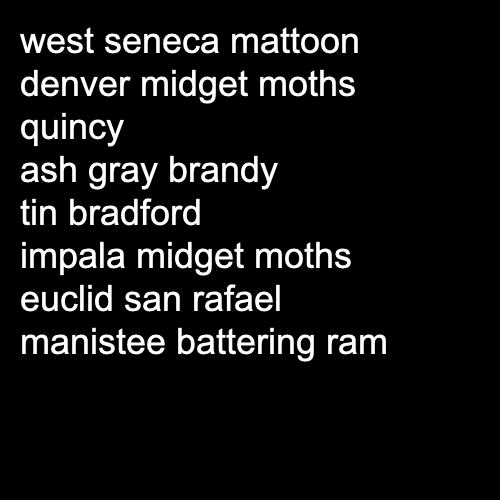 west seneca mattoon
denver midget moths
quincy
ash gray brandy
tin bradford
impala midget moths
euclid san rafael
manistee battering ram